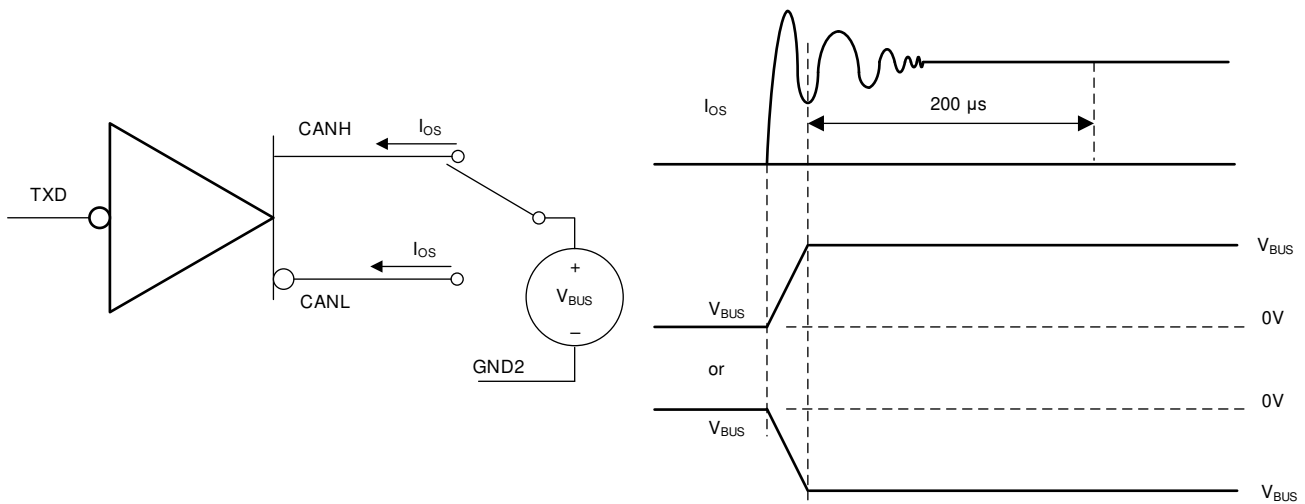 CANH
I_OS
TXD
I_OS
CANL
+
V_BUS
–
GND2
I_OS
200 µs
V_BUS
V_BUS
0V
or
0V
V_BUS
V_BUS